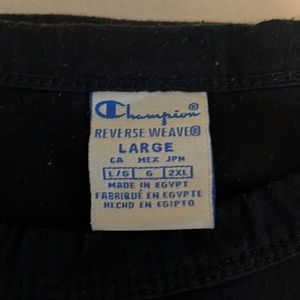 Champion®
REVERSE WEAVE®
LARGE
CA MEX JPN
L/G G 2XL
MADE IN EGYPT
FABRIQUÉ EN EGYPTE
HECHO EN EGIPTO